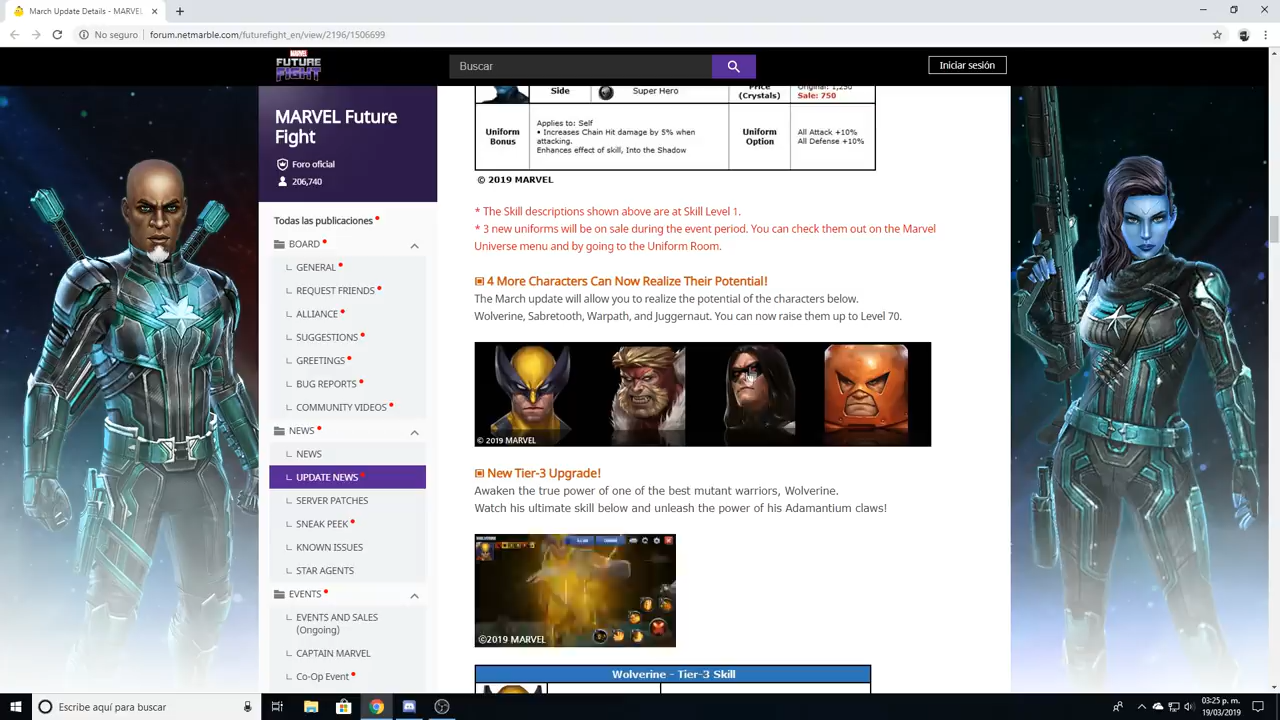 March Update Details - MARVEL
No seguro
forum.netmarble.com/futurefight_en/view/2196/1506699
MARVEL
FUTURE
FIGHT
Buscar
Iniciar sesión
MARVEL Future
Fight
Foro oficial
206,740
Todas las publicaciones
BOARD
GENERAL
REQUEST FRIENDS
ALLIANCE
SUGGESTIONS
GREETINGS
BUG REPORTS
COMMUNITY VIDEOS
NEWS
NEWS
UPDATE NEWS
SERVER PATCHES
SNEAK PEEK
KNOWN ISSUES
STAR AGENTS
EVENTS
EVENTS AND SALES
(Ongoing)
CAPTAIN MARVEL
Co-Op Event
Side
Super Hero
Price
(Crystals)
Original: 1,250
Sale: 750
Uniform
Bonus
Applies to: Self
• Increases Chain Hit damage by 5% when
attacking.
Enhances effect of skill, Into the Shadow
Uniform
Option
All Attack +10%
All Defense +10%
© 2019 MARVEL
* The Skill descriptions shown above are at Skill Level 1.
* 3 new uniforms will be on sale during the event period. You can check them out on the Marvel
Universe menu and by going to the Uniform Room.
▣ 4 More Characters Can Now Realize Their Potential!
The March update will allow you to realize the potential of the characters below.
Wolverine, Sabretooth, Warpath, and Juggernaut. You can now raise them up to Level 70.
© 2019 MARVEL
▣ New Tier-3 Upgrade!
Awaken the true power of one of the best mutant warriors, Wolverine.
Watch his ultimate skill below and unleash the power of his Adamantium claws!
©2019 MARVEL
Wolverine - Tier-3 Skill
Escribe aquí para buscar
03:25 p. m.
19/03/2019